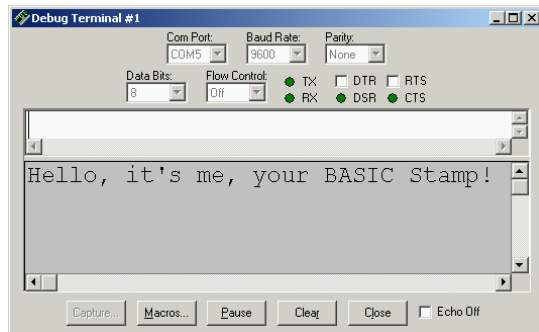 Debug Terminal #1
Com Port: Baud Rate: Parity:
COM5 9600 None
Data Bits: Flow Control: TX DTR RTS
8 Off RX DSR CTS
Hello, it's me, your BASIC Stamp!
Capture... Macros... Pause Clear Close Echo Off